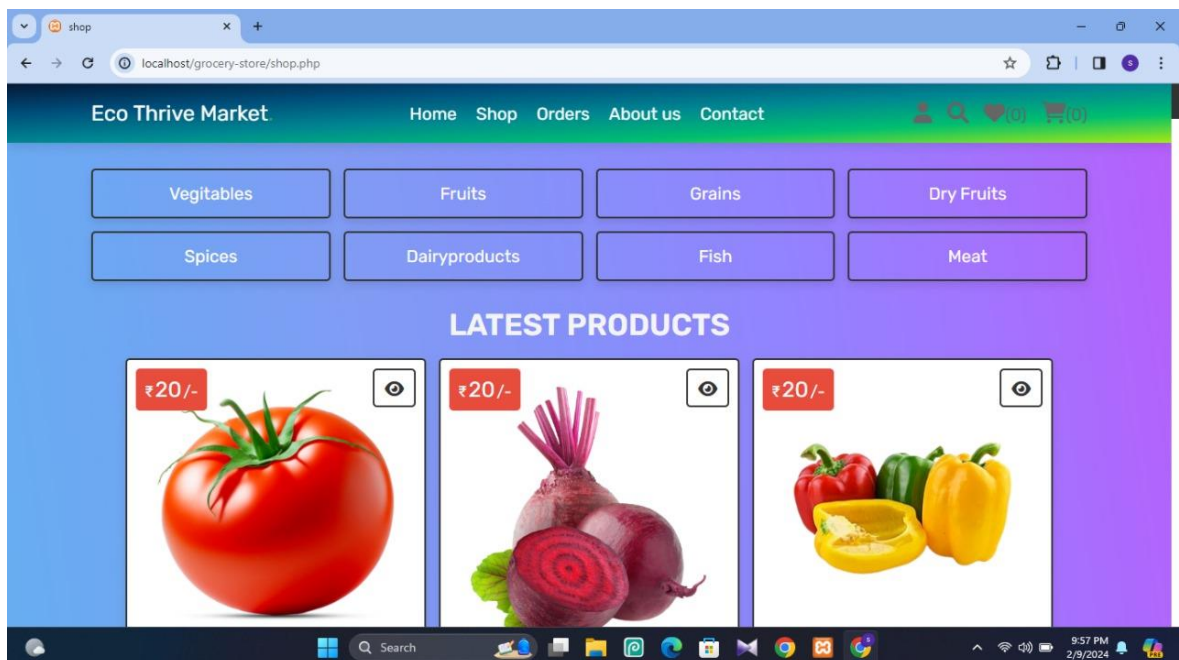 shop
localhost/grocery-store/shop.php
Eco Thrive Market. Home Shop Orders About us Contact (0) (0)
Vegitables Fruits Grains Dry Fruits
Spices Dairyproducts Fish Meat
LATEST PRODUCTS
₹20/- ₹20/- ₹20/-
Search
9:57 PM
2/9/2024
PRE